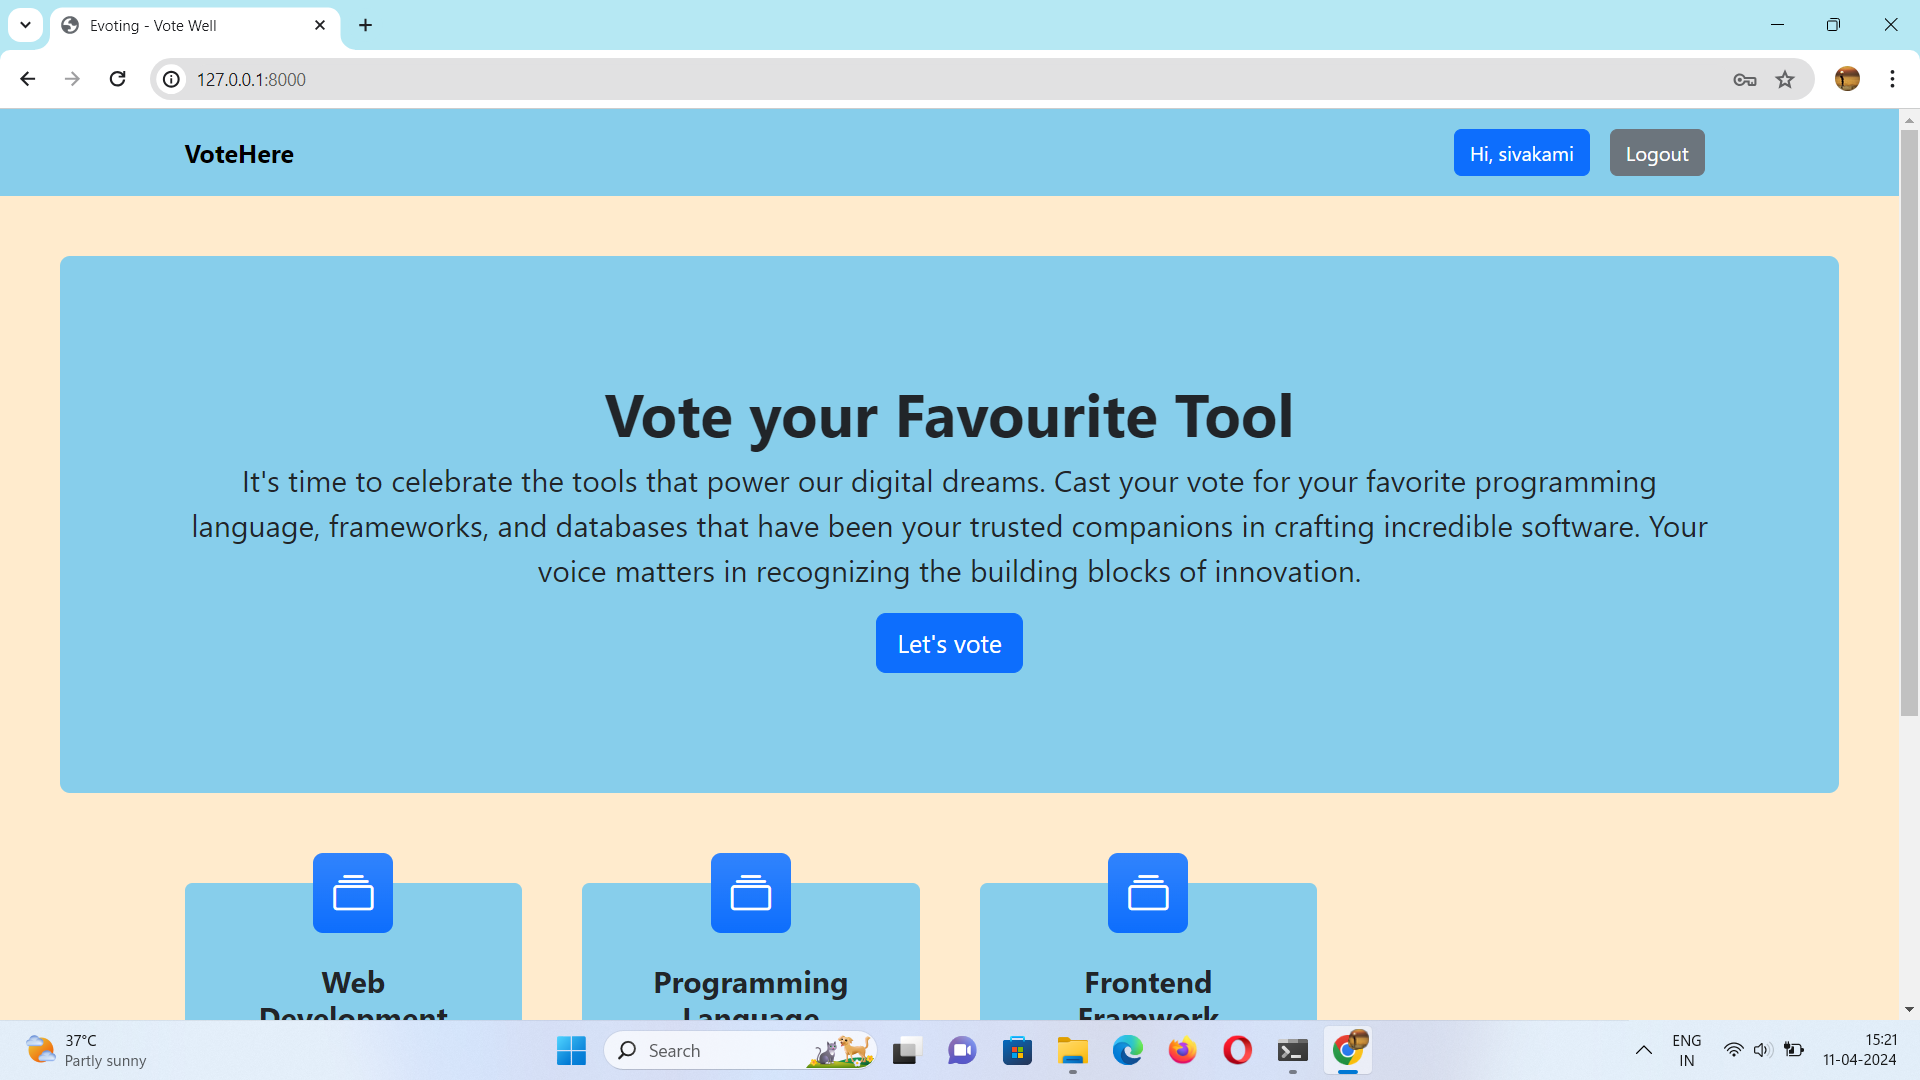 Evoting - Vote Well
127.0.0.1:8000
VoteHere
Hi, sivakami
Logout
Vote your Favourite Tool
It's time to celebrate the tools that power our digital dreams. Cast your vote for your favorite programming
language, frameworks, and databases that have been your trusted companions in crafting incredible software. Your
voice matters in recognizing the building blocks of innovation.
Let's vote
Web
Development
Programming
Language
Frontend
Framwork
37°C
Partly sunny
Search
ENG
IN
15:21
11-04-2024